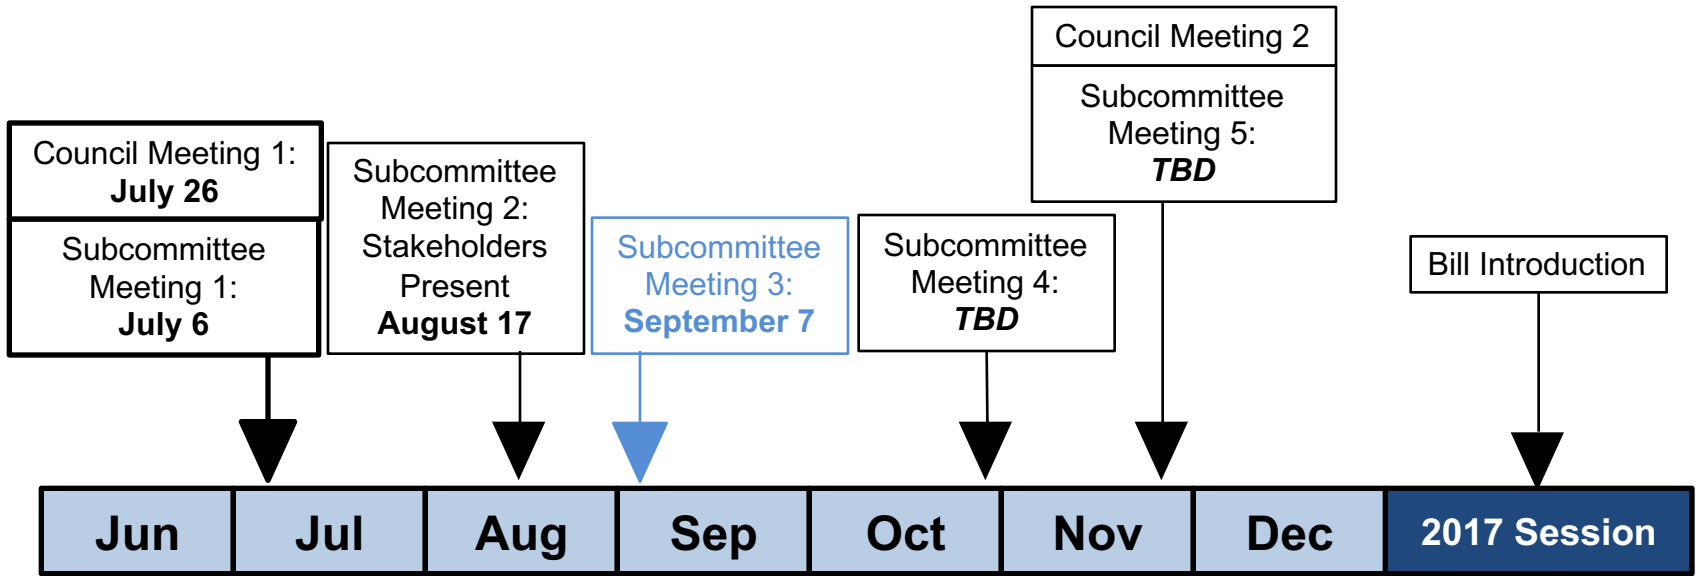 Council Meeting 1:
July 26
Subcommittee
Meeting 1:
July 6
Subcommittee
Meeting 2:
Stakeholders
Present
August 17
Subcommittee
Meeting 3:
September 7
Subcommittee
Meeting 4:
TBD
Council Meeting 2
Subcommittee
Meeting 5:
TBD
Bill Introduction
Jun
Jul
Aug
Sep
Oct
Nov
Dec
2017 Session